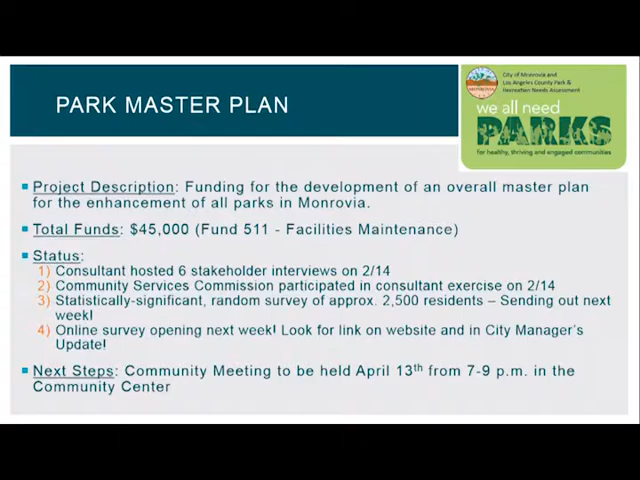 PARK MASTER PLAN
City of Monrovia and
Los Angeles County Park &
Recreation Needs Assessment
we all need
PARKS
for healthy, thriving and engaged communities
Project Description: Funding for the development of an overall master plan
for the enhancement of all parks in Monrovia.
Total Funds: $45,000 (Fund 511 - Facilities Maintenance)
Status:
1) Consultant hosted 6 stakeholder interviews on 2/14
2) Community Services Commission participated in consultant exercise on 2/14
3) Statistically-significant, random survey of approx. 2,500 residents – Sending out next
week!
4) Online survey opening next week! Look for link on website and in City Manager's
Update!
Next Steps: Community Meeting to be held April 13th from 7-9 p.m. in the
Community Center